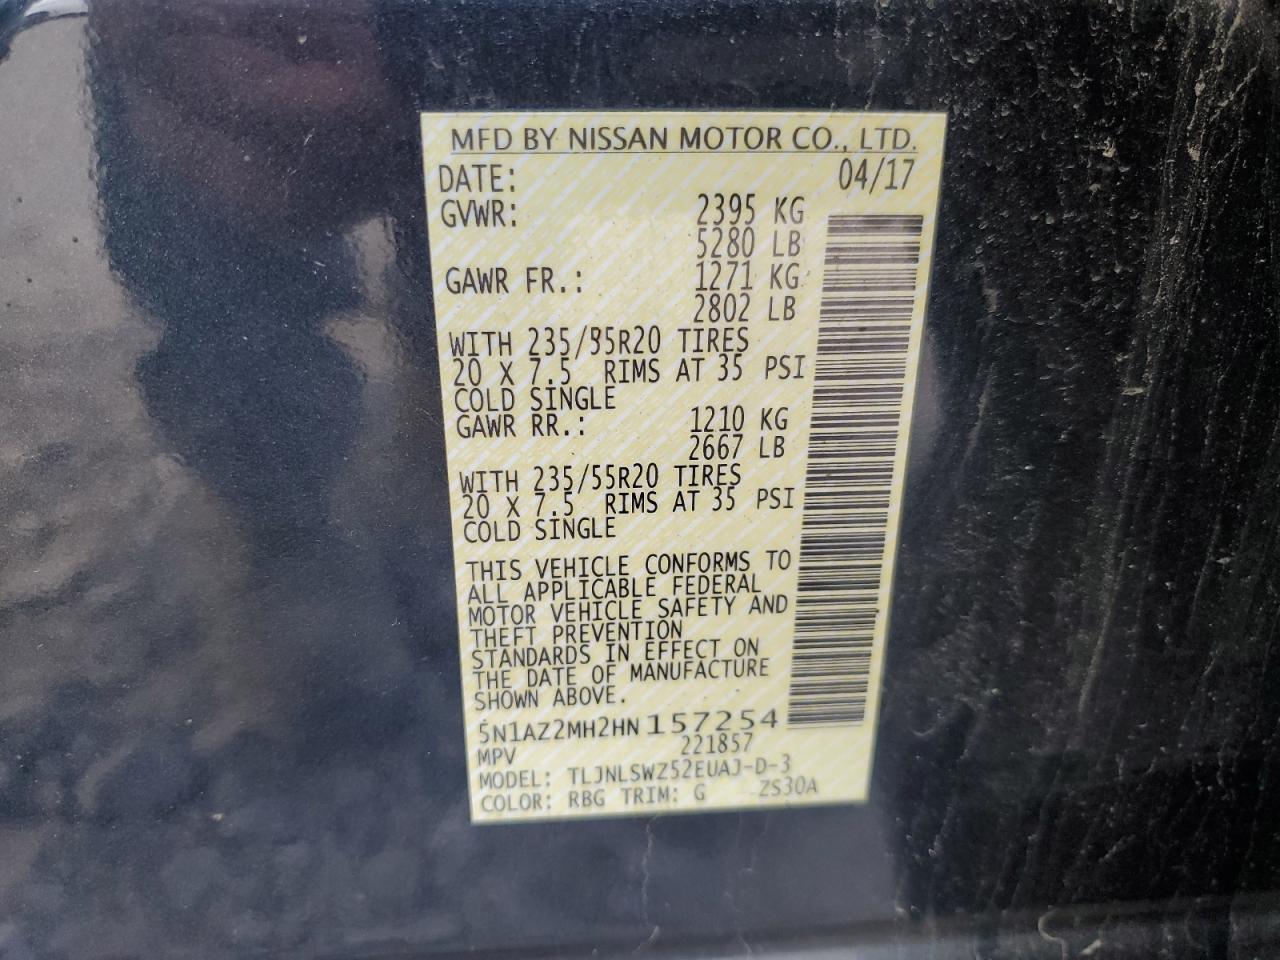 MFD BY NISSAN MOTOR CO., LTD.
DATE: 04/17
GVWR: 2395 KG
5280 LB
GAWR FR.: 1271 KG
2802 LB
WITH 235/55R20 TIRES
20 X 7.5 RIMS AT 35 PSI
COLD SINGLE
GAWR RR.: 1210 KG
2667 LB
WITH 235/55R20 TIRES
20 X 7.5 RIMS AT 35 PSI
COLD SINGLE
THIS VEHICLE CONFORMS TO
ALL APPLICABLE FEDERAL
MOTOR VEHICLE SAFETY AND
THEFT PREVENTION
STANDARDS IN EFFECT ON
THE DATE OF MANUFACTURE
SHOWN ABOVE.
5N1AZ2MH2HN157254
MPV 221857
MODEL: TLJNLSWZ52EUAJ-D-3
COLOR: RBG TRIM: G ZS30A